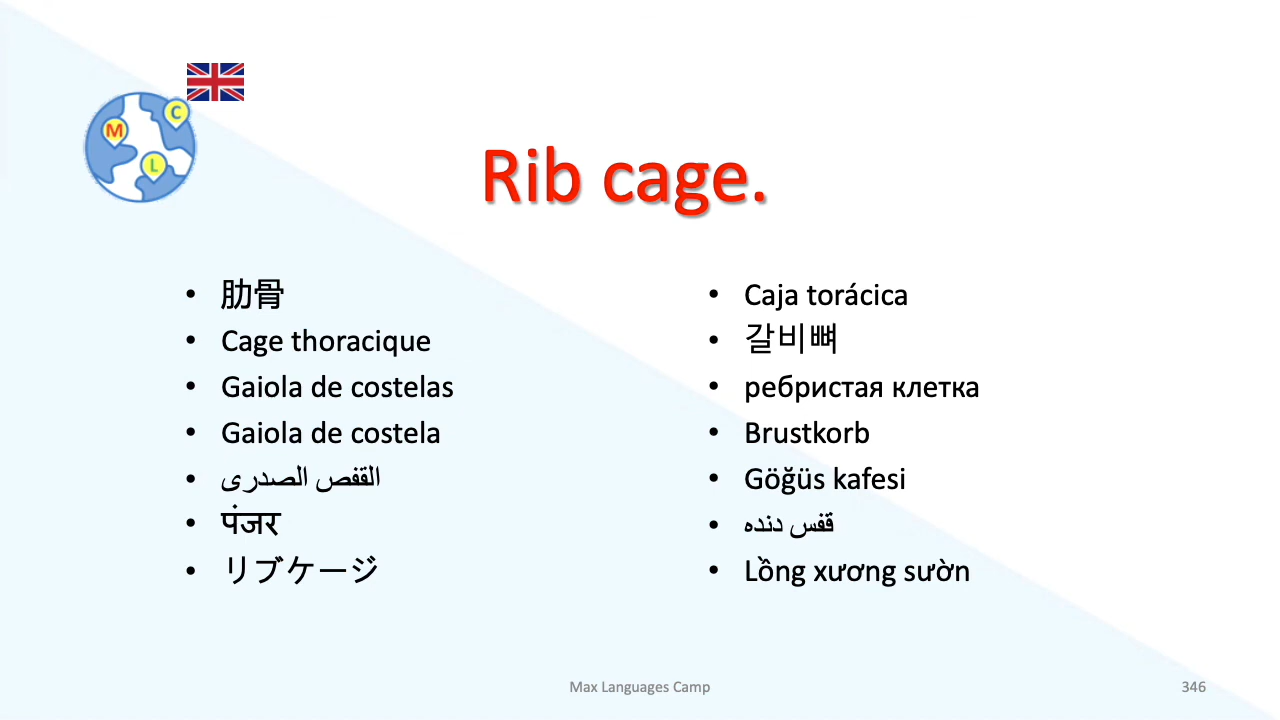 C
M
L
Rib cage.
• 肋骨
• Cage thoracique
• Gaiola de costelas
• Gaiola de costela
• القفص الصدرى
• पंजर
• リブケージ
• Caja torácica
• 갈비뼈
• ребристая клетка
• Brustkorb
• Göğüs kafesi
• قفس دنده
• Lồng xương sườn
Max Languages Camp
346